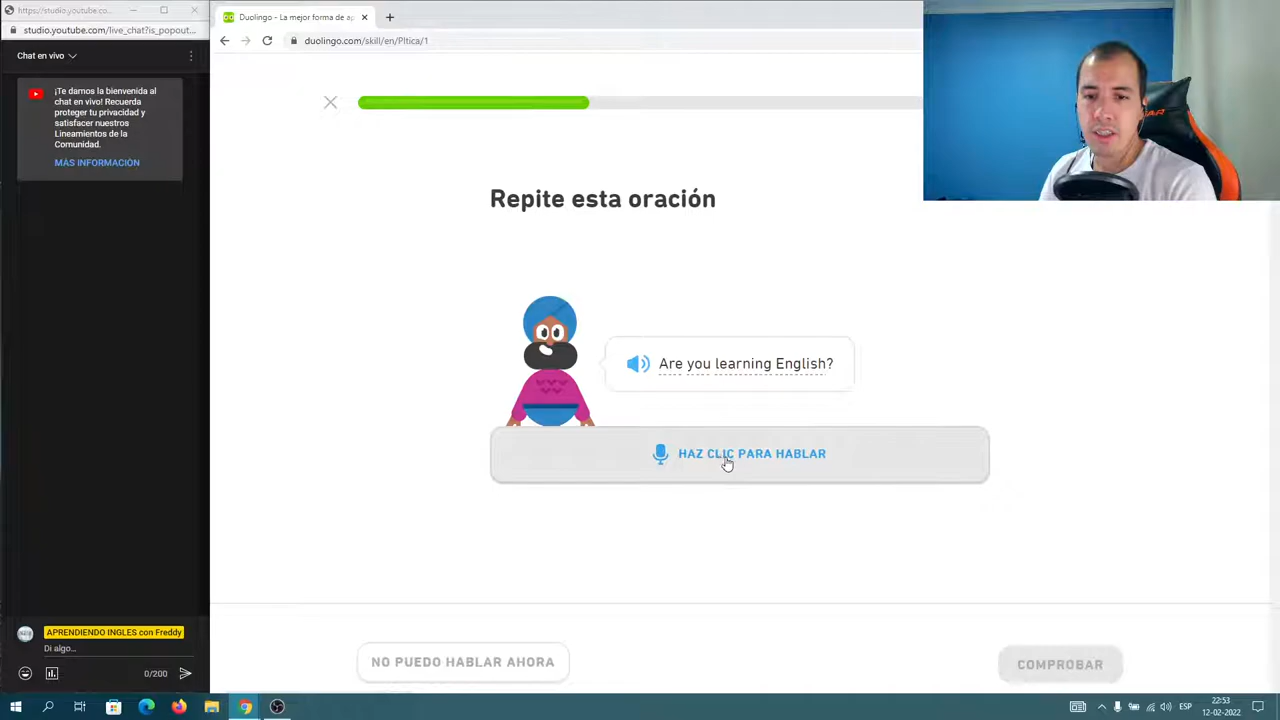 https://studio.youtube.co...
studio.youtube.com/live_chat?is_popout...
Chat en vivo
¡Te damos la bienvenida al
chat en vivo! Recuerda
proteger tu privacidad y
satisfacer nuestros
Lineamientos de la
Comunidad.
MÁS INFORMACIÓN
APRENDIENDO INGLES con Freddy
Di algo...
0/200
Duolingo - La mejor forma de ap
duolingo.com/skill/en/Pltica/1
Repite esta oración
Are you learning English?
HAZ CLIC PARA HABLAR
NO PUEDO HABLAR AHORA
COMPROBAR
ESP
22:53
12-02-2022